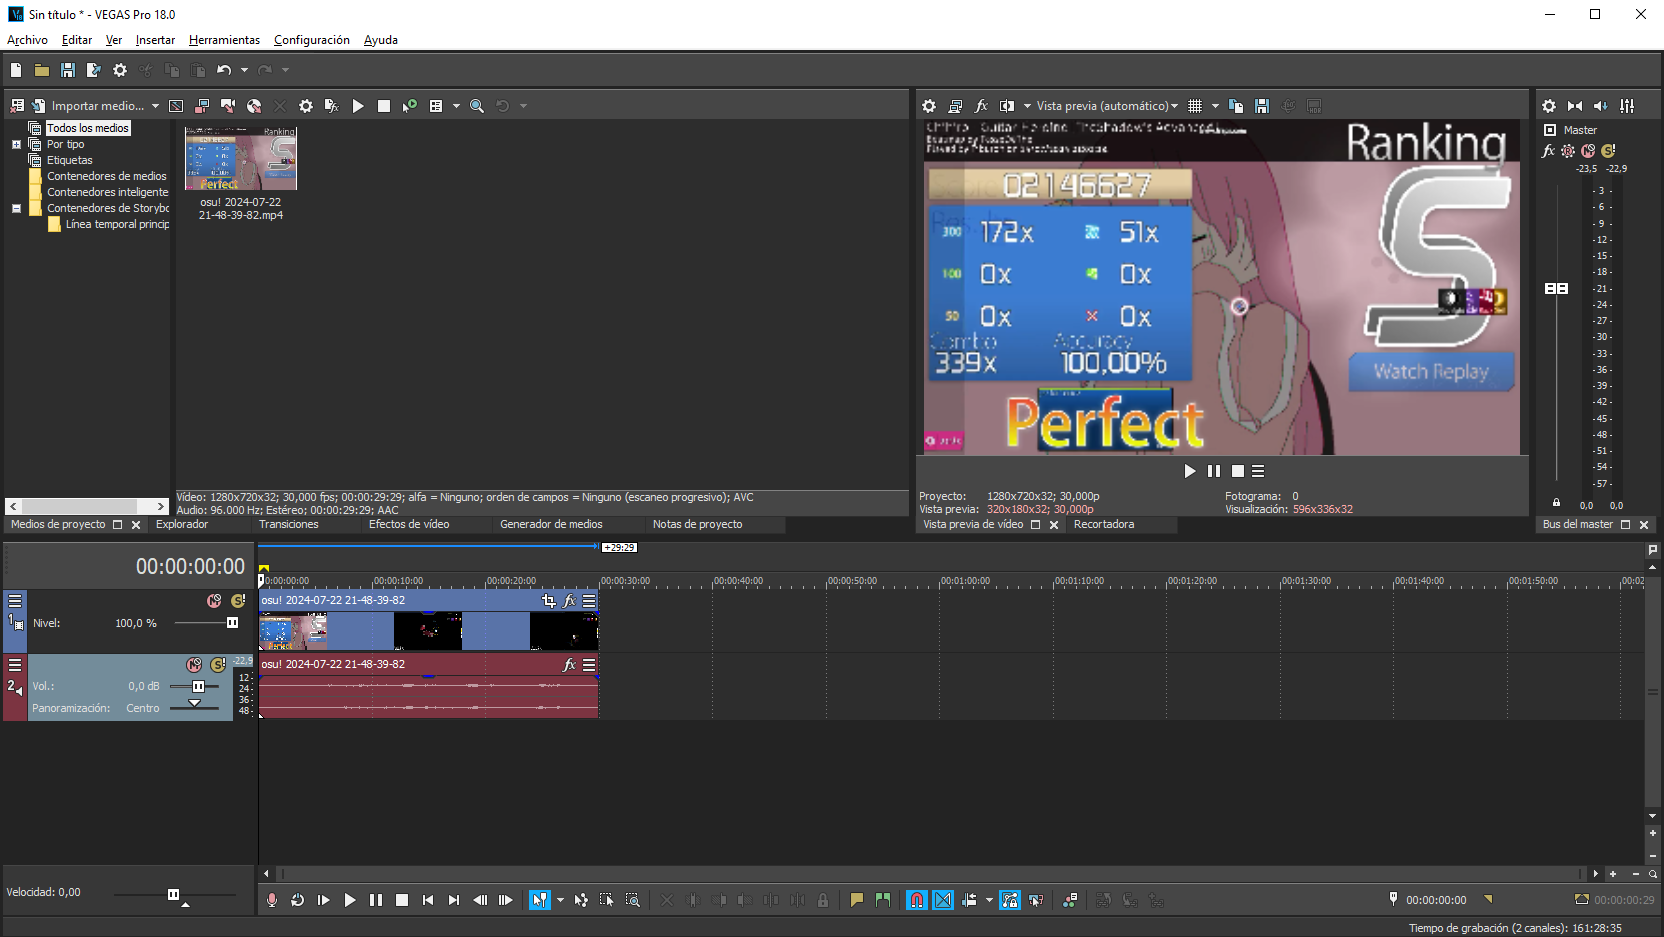 Sin título * - VEGAS Pro 18.0
Archivo Editar Ver Insertar Herramientas Configuración Ayuda
Importar medio...
Todos los medios
Por tipo
Etiquetas
Contenedores de medios
Contenedores inteligente
Contenedores de Storybo
Línea temporal princip
Ranking
Perfect
osu! 2024-07-22
21-48-39-82.mp4
Vídeo: 1280x720x32; 30,000 fps; 00:00:29:29; alfa = Ninguno; orden de campos = Ninguno (escaneo progresivo); AVC
Audio: 96.000 Hz; Estéreo; 00:00:29:29; AAC
Medios de proyecto Explorador Transiciones Efectos de vídeo Generador de medios Notas de proyecto
Vista previa (automático)
Ranking
02146627
300 172x 51x
100 0x 0x
50 0x 0x
Combo Accuracy
339x 100,00%
Watch Replay
Perfect
Proyecto: 1280x720x32; 30,000p Fotograma: 0
Vista previa: 320x180x32; 30,000p Visualización: 596x336x32
Vista previa de vídeo Recortadora
Master
fx M S!
-23,5 -22,9
3
6
9
12
15
18
21
24
27
30
33
36
39
42
45
48
51
54
57
0,0 0,0
Bus del master
00:00:00:00
+29:29
00:00:00:00 00:00:10:00 00:00:20:00 00:00:30:00 00:00:40:00 00:00:50:00 00:01:00:00 00:01:10:00 00:01:20:00 00:01:30:00 00:01:40:00 00:01:50:00 00:02
1 Nivel: 100,0 %
osu! 2024-07-22 21-48-39-82 fx
2 Vol.: 0,0 dB
Panoramización: Centro
-22,9
12
24
36
48
osu! 2024-07-22 21-48-39-82 fx
Velocidad: 0,00
00:00:00:00 00:00:00:29
Tiempo de grabación (2 canales): 161:28:35